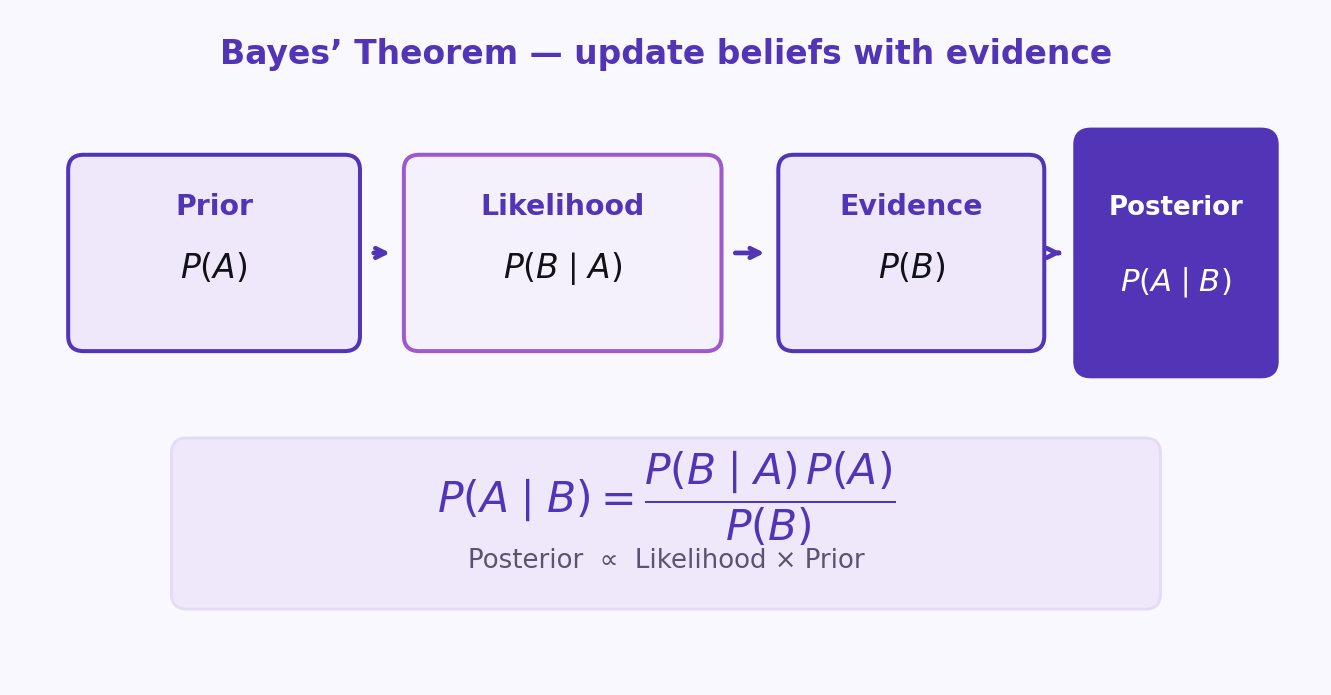 Bayes’ Theorem — update beliefs with evidence
Prior
P(A)
Likelihood
P(B | A)
Evidence
P(B)
Posterior
P(A | B)
P(A | B) = P(B | A) P(A) / P(B)
Posterior ∝ Likelihood × Prior